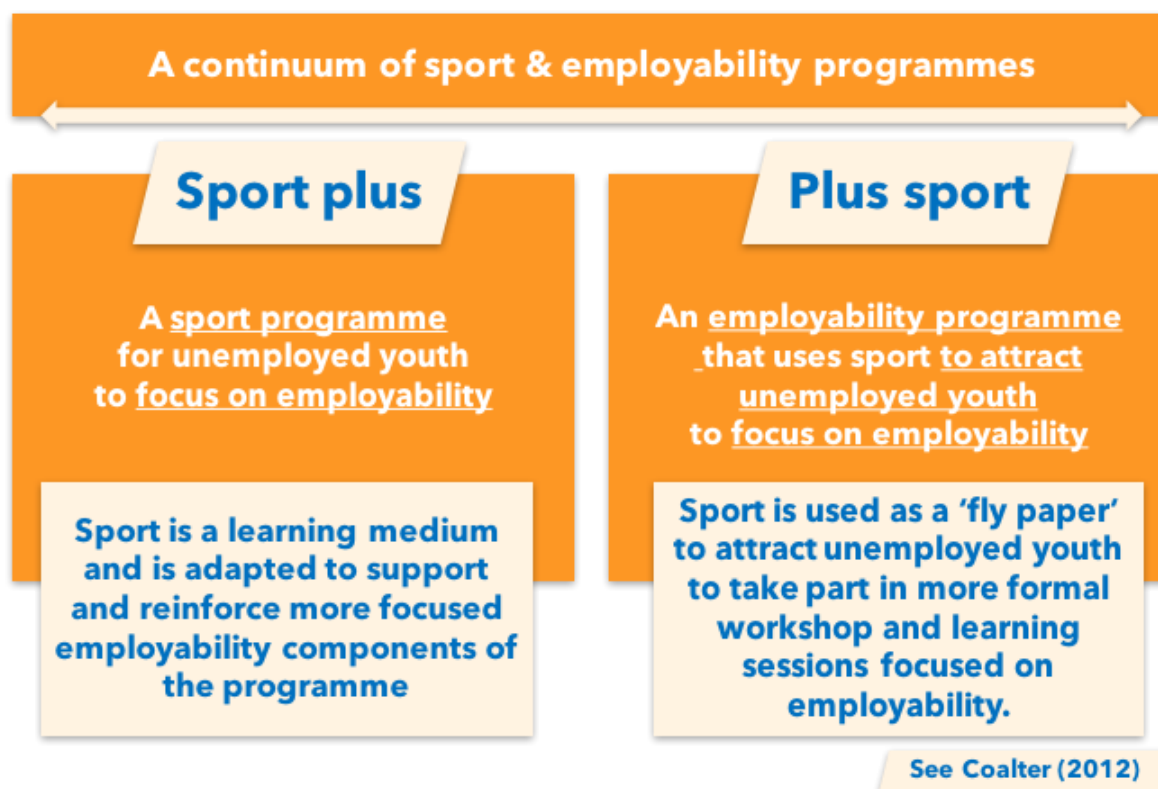 A continuum of sport & employability programmes
Sport plus
A sport programme
for unemployed youth
to focus on employability
Sport is a learning medium
and is adapted to support
and reinforce more focused
employability components of
the programme
Plus sport
An employability programme
that uses sport to attract
unemployed youth
to focus on employability
Sport is used as a ‘fly paper’
to attract unemployed youth
to take part in more formal
workshop and learning
sessions focused on
employability.
See Coalter (2012)